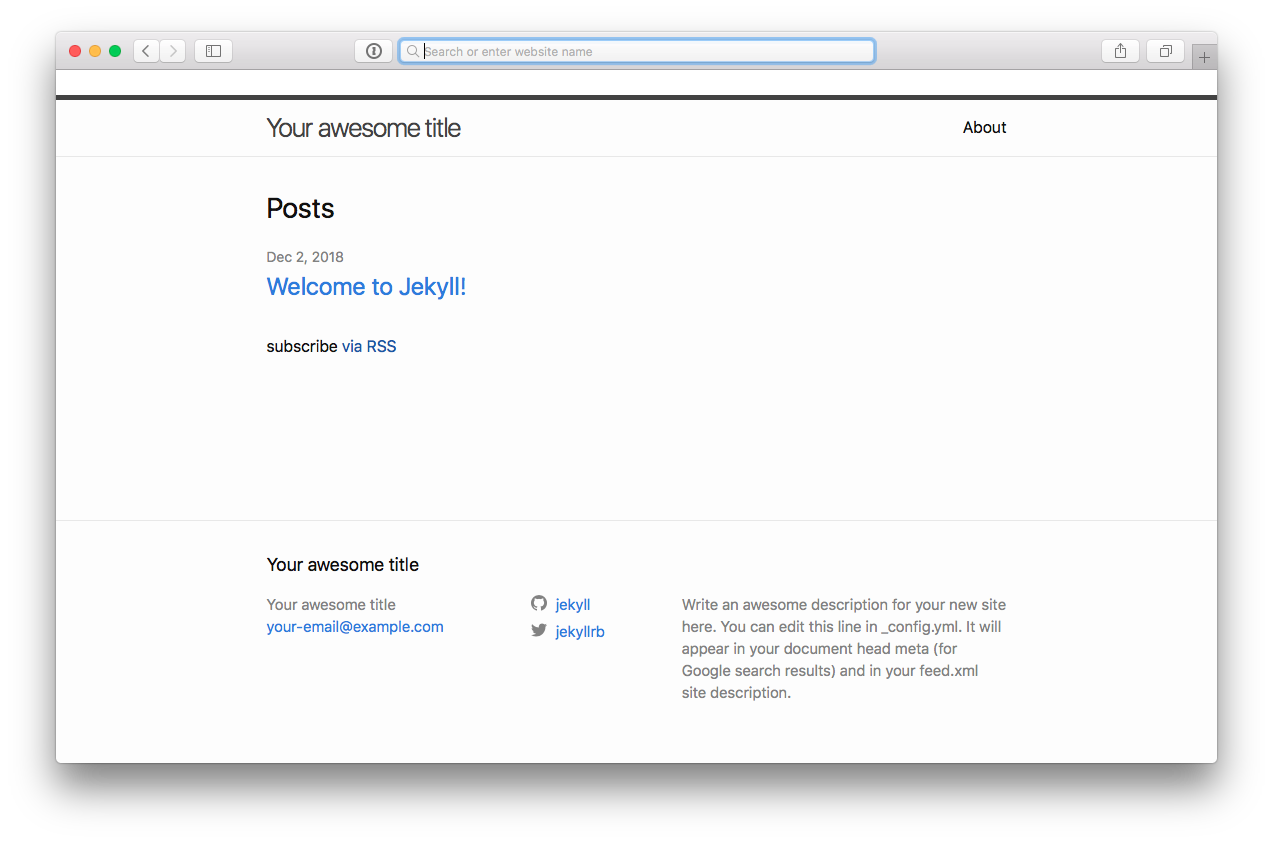 Search or enter website name
Your awesome title
About
Posts
Dec 2, 2018
Welcome to Jekyll!
subscribe via RSS
Your awesome title
Your awesome title
your-email@example.com
jekyll
jekyllrb
Write an awesome description for your new site
here. You can edit this line in _config.yml. It will
appear in your document head meta (for
Google search results) and in your feed.xml
site description.